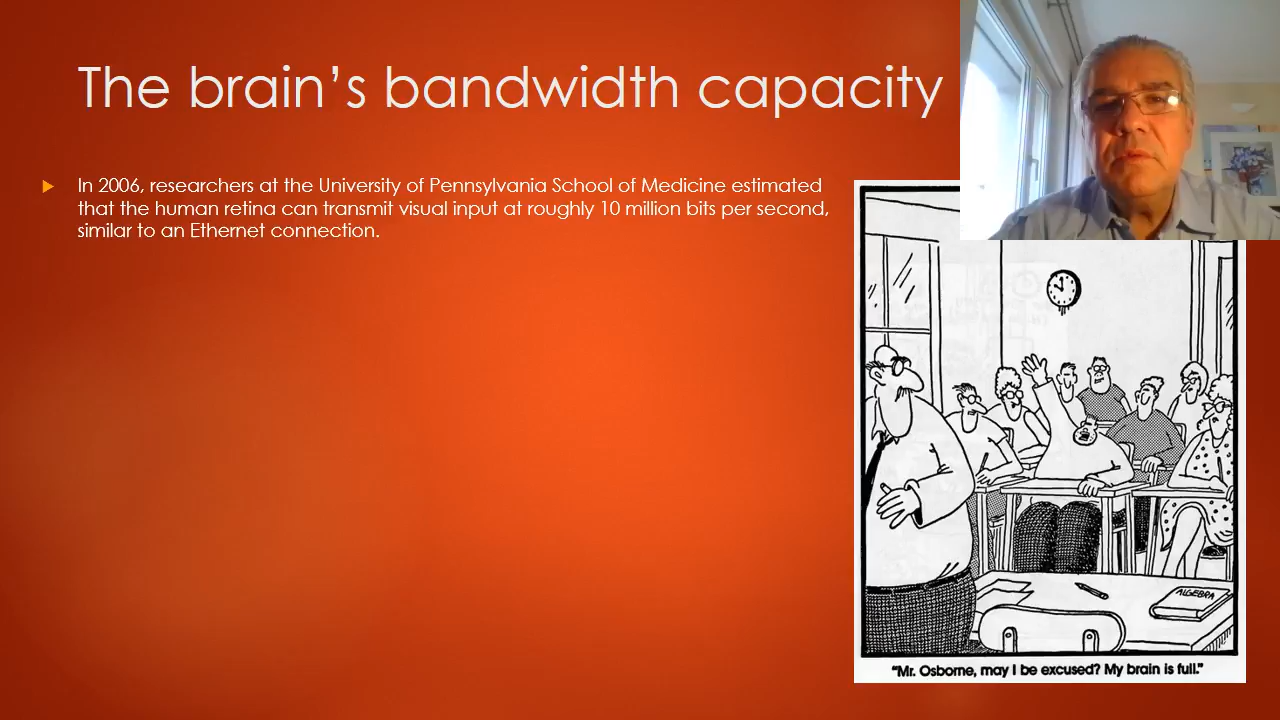 The brain’s bandwidth capacity
In 2006, researchers at the University of Pennsylvania School of Medicine estimated
that the human retina can transmit visual input at roughly 10 million bits per second,
similar to an Ethernet connection.
ALGEBRA
“Mr. Osborne, may I be excused? My brain is full.”